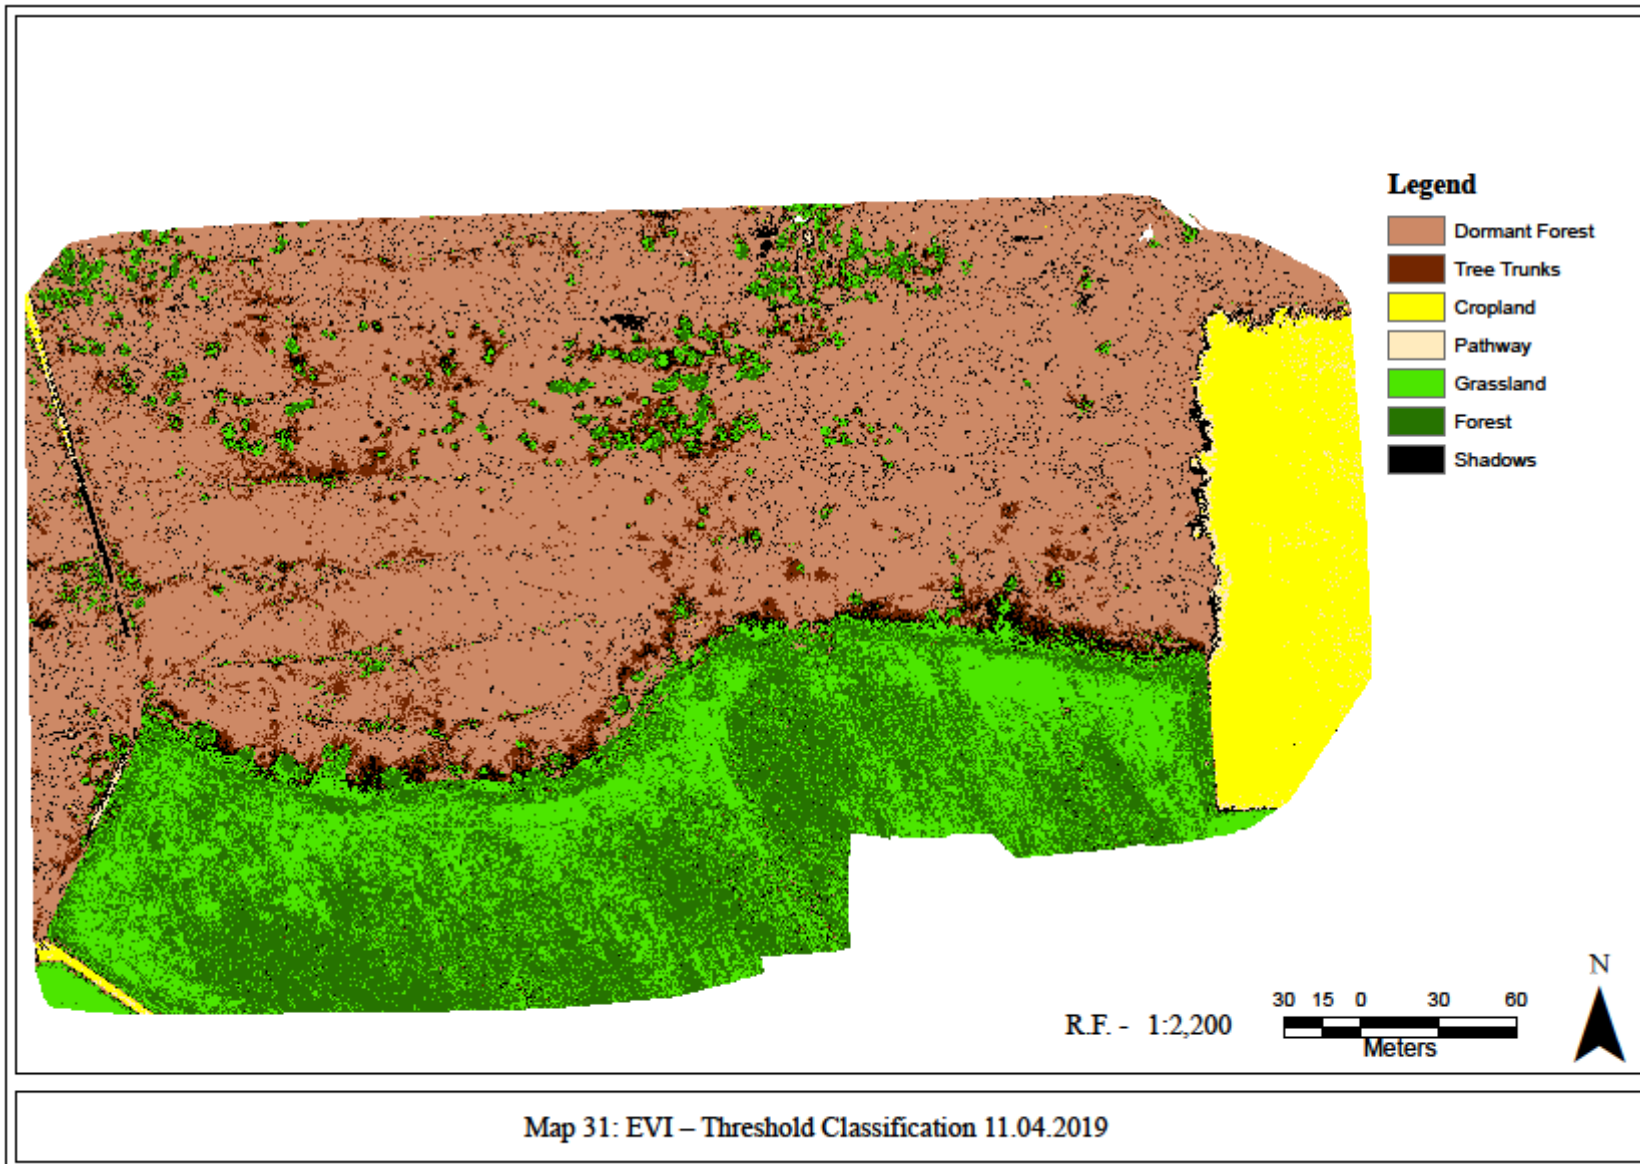 Legend
Dormant Forest
Tree Trunks
Cropland
Pathway
Grassland
Forest
Shadows
N
30 15 0 30 60
R.F. - 1:2,200
Meters
Map 31: EVI – Threshold Classification 11.04.2019